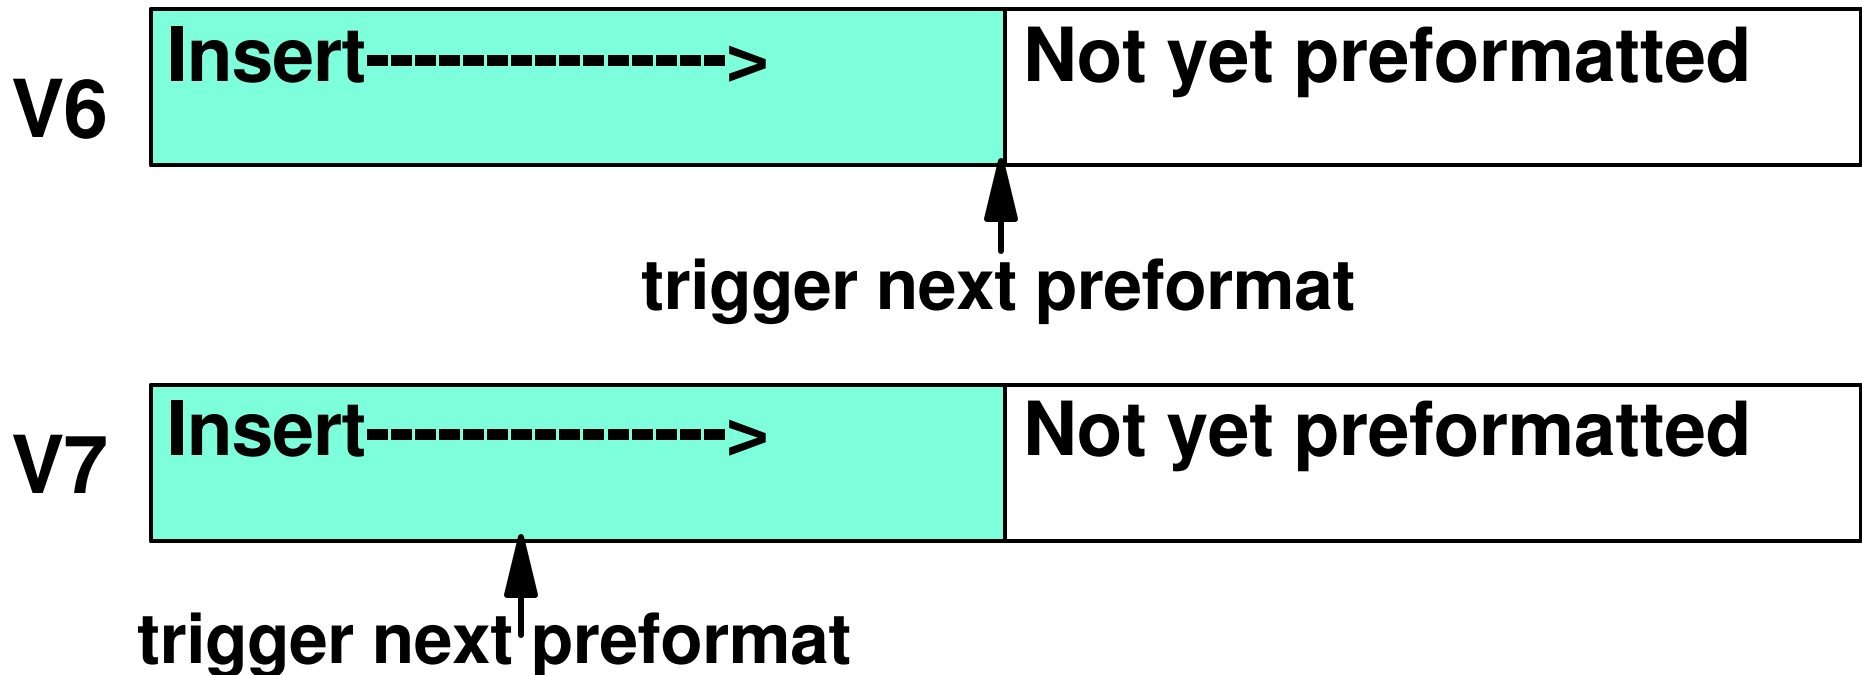 Insert---------------> Not yet preformatted
V6
trigger next preformat
Insert---------------> Not yet preformatted
V7
trigger next preformat